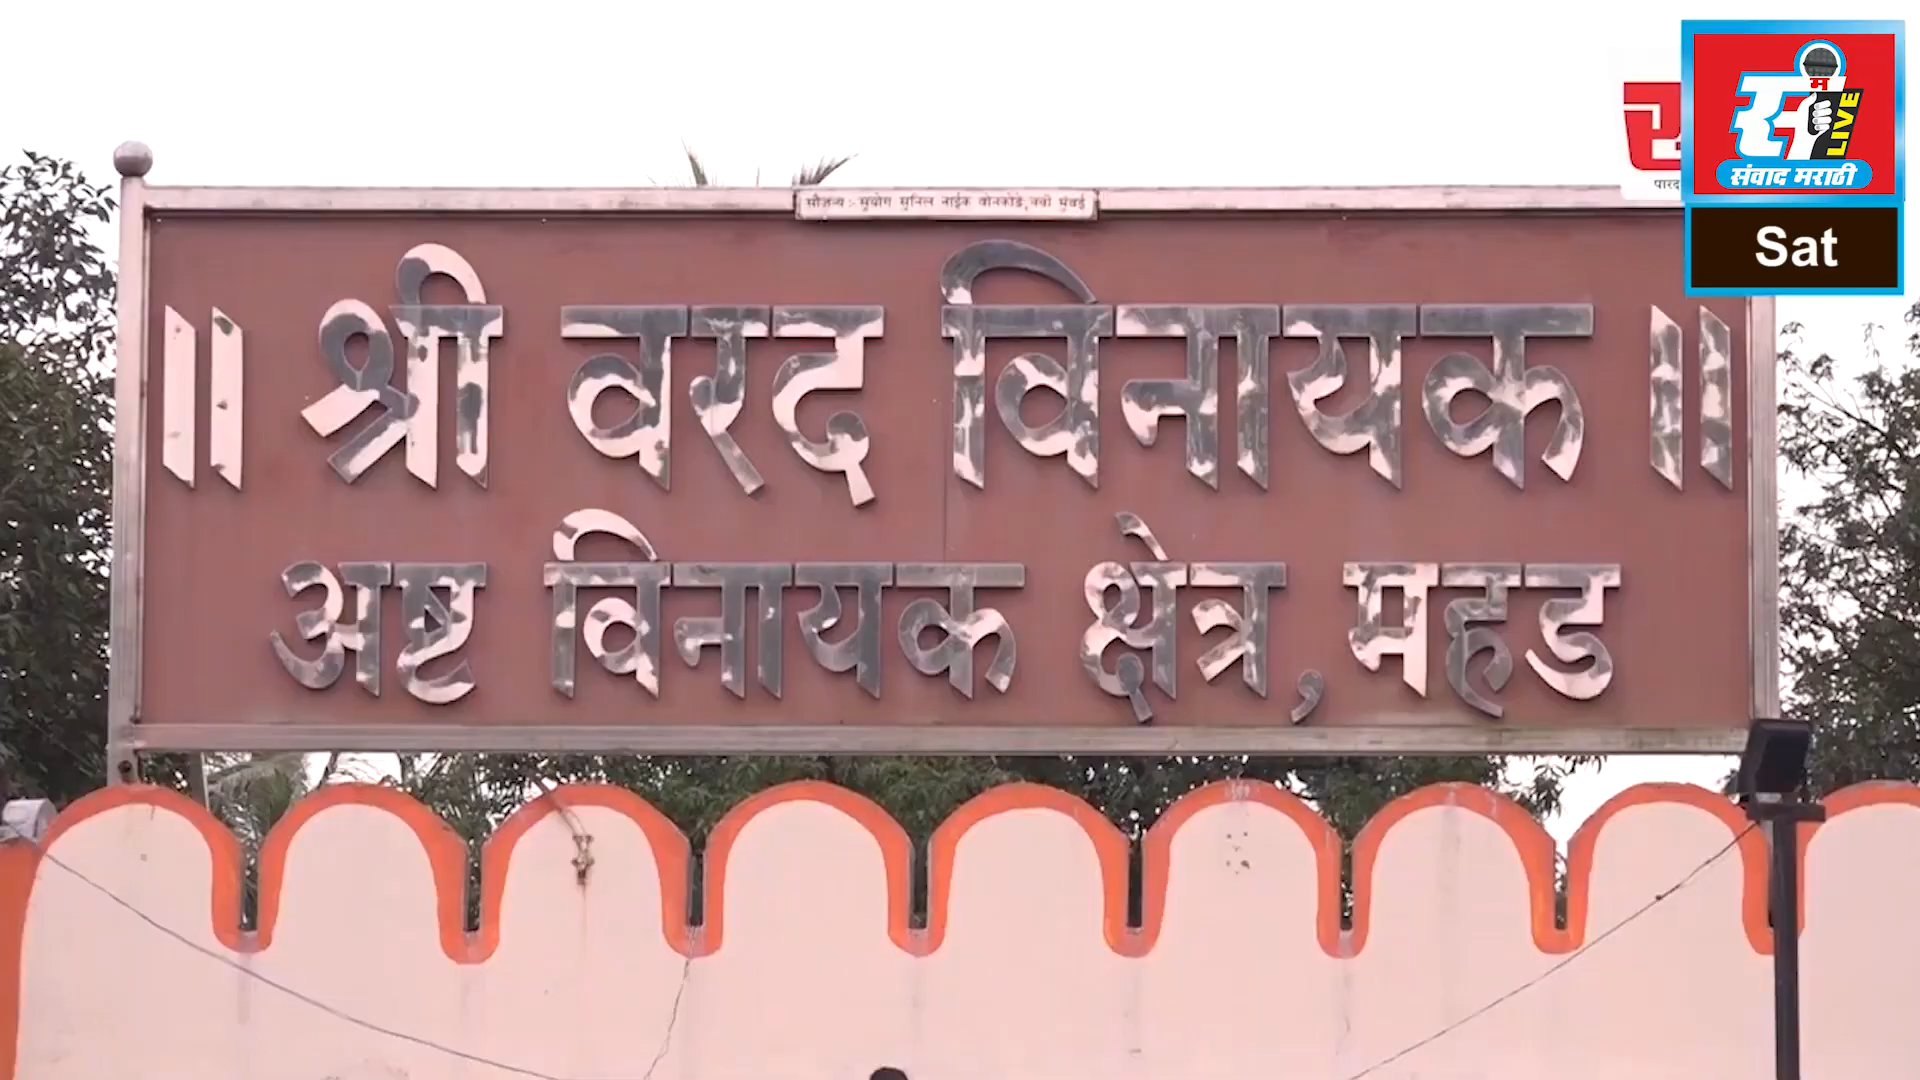 सौजन्य :- सुयोग सुनिल नाईक बोनकोडे, नवी मुंबई
॥ श्री वरद विनायक ॥
अष्ट विनायक क्षेत्र, महड
स
म
LIVE
संवाद मराठी
Sat